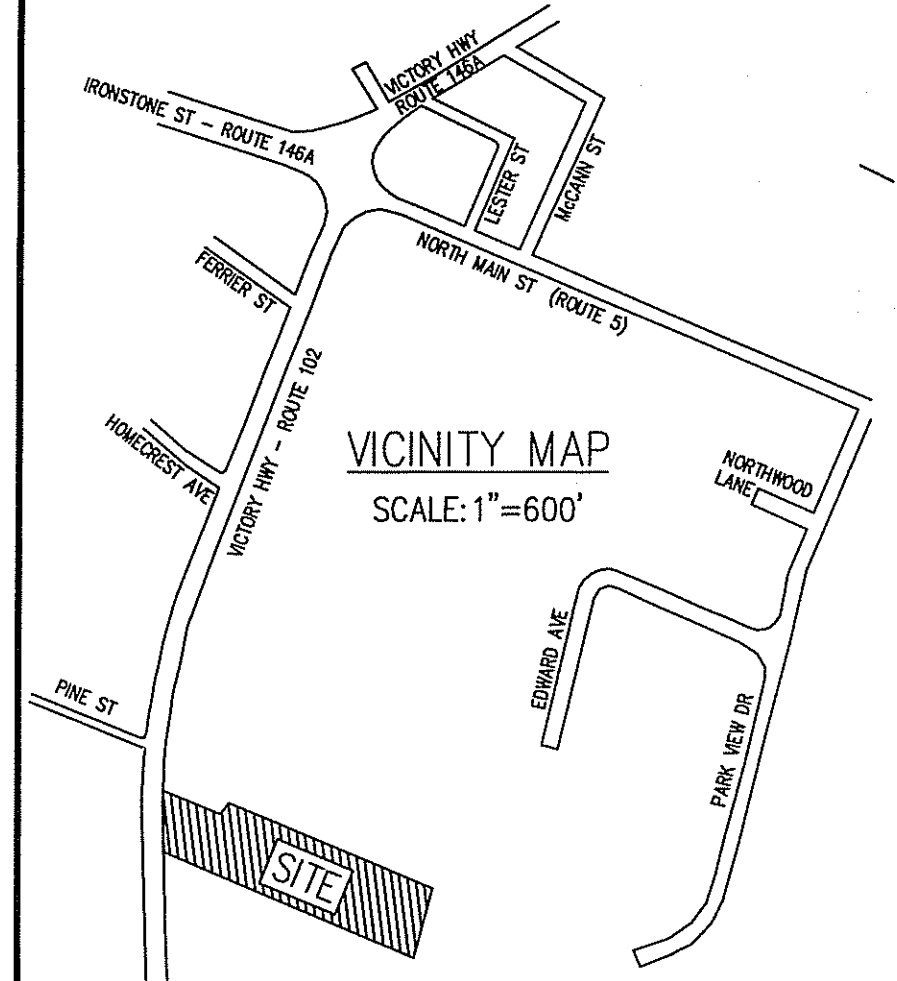 VICTORY HWY
ROUTE 146A
IRONSTONE ST - ROUTE 146A
LESTER ST
McCANN ST
NORTH MAIN ST (ROUTE 5)
FERRIER ST
VICTORY HWY - ROUTE 102
HOMECREST AVE
VICINITY MAP
SCALE: 1"=600'
NORTHWOOD
LANE
EDWARD AVE
PINE ST
PARK VIEW DR
SITE